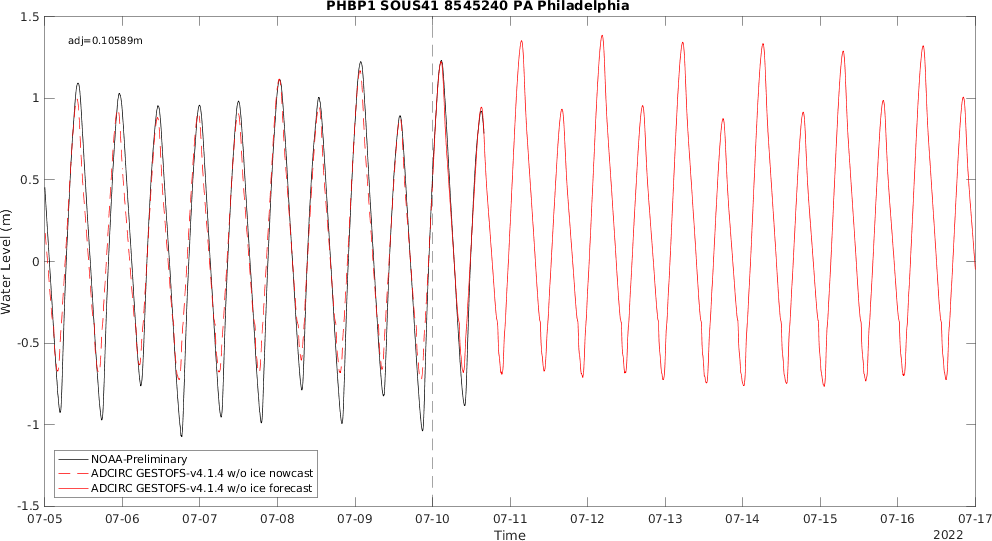 PHBP1 SOUS41 8545240 PA Philadelphia
adj=0.10589m
1.5
1
0.5
0
-0.5
-1
-1.5
Water Level (m)
NOAA-Preliminary
ADCIRC GESTOFS-v4.1.4 w/o ice nowcast
ADCIRC GESTOFS-v4.1.4 w/o ice forecast
07-05 07-06 07-07 07-08 07-09 07-10 07-11 07-12 07-13 07-14 07-15 07-16 07-17
Time
2022